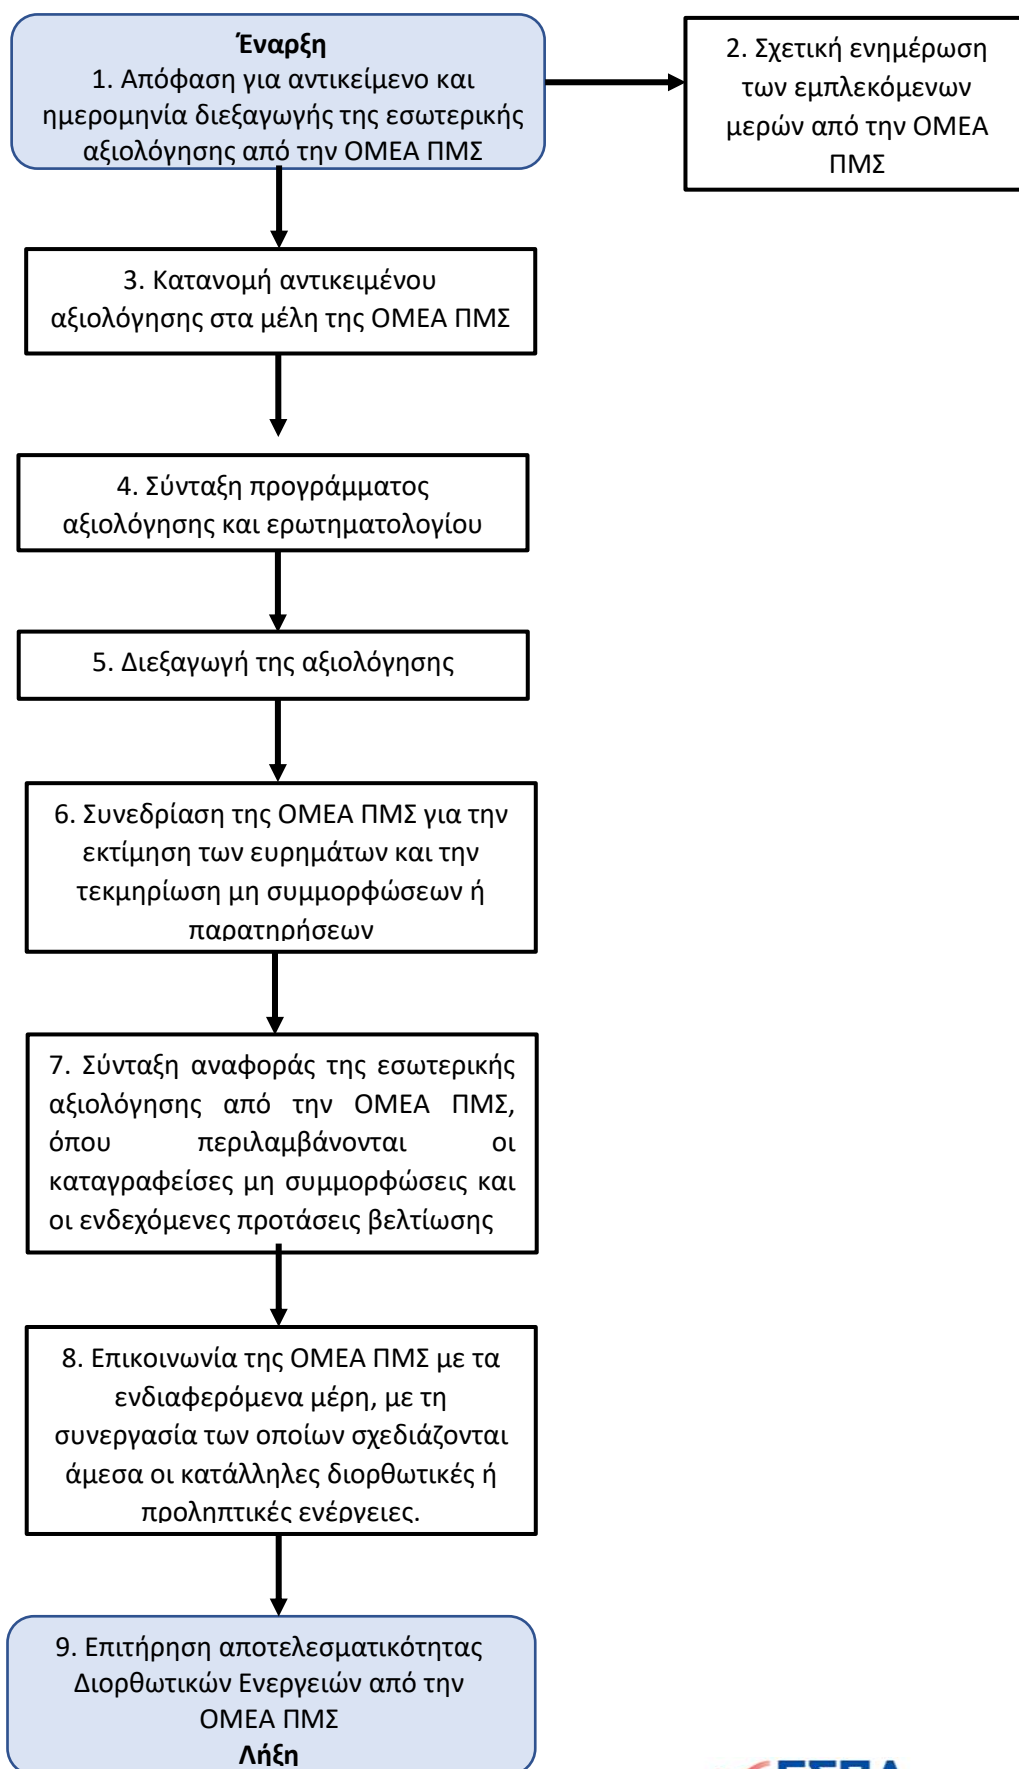 Έναρξη
1. Απόφαση για αντικείμενο και
ημερομηνία διεξαγωγής της εσωτερικής
αξιολόγησης από την ΟΜΕΑ ΠΜΣ
2. Σχετική ενημέρωση
των εμπλεκόμενων
μερών από την ΟΜΕΑ
ΠΜΣ
3. Κατανομή αντικειμένου
αξιολόγησης στα μέλη της ΟΜΕΑ ΠΜΣ
4. Σύνταξη προγράμματος
αξιολόγησης και ερωτηματολογίου
5. Διεξαγωγή της αξιολόγησης
6. Συνεδρίαση της ΟΜΕΑ ΠΜΣ για την
εκτίμηση των ευρημάτων και την
τεκμηρίωση μη συμμορφώσεων ή
παρατηρήσεων
7. Σύνταξη αναφοράς της εσωτερικής
αξιολόγησης από την ΟΜΕΑ ΠΜΣ,
όπου περιλαμβάνονται οι
καταγραφείσες μη συμμορφώσεις και
οι ενδεχόμενες προτάσεις βελτίωσης
8. Επικοινωνία της ΟΜΕΑ ΠΜΣ με τα
ενδιαφερόμενα μέρη, με τη
συνεργασία των οποίων σχεδιάζονται
άμεσα οι κατάλληλες διορθωτικές ή
προληπτικές ενέργειες.
9. Επιτήρηση αποτελεσματικότητας
Διορθωτικών Ενεργειών από την
ΟΜΕΑ ΠΜΣ
Λήξη
ΕΣΠΑ